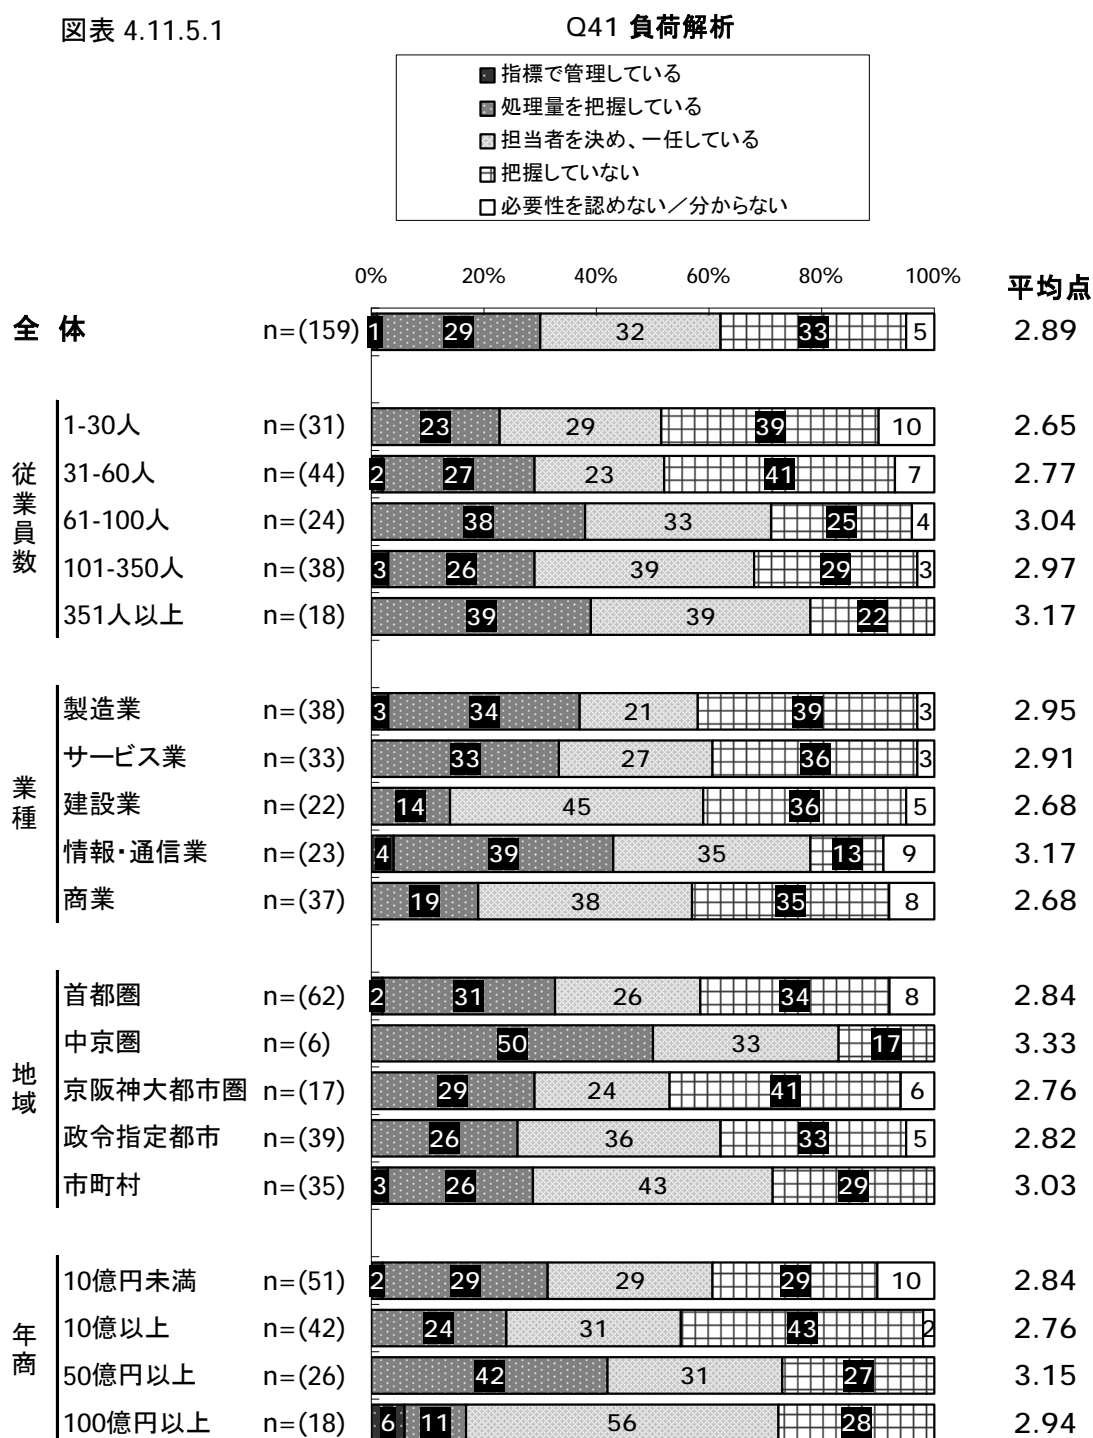 図表 4.11.5.1
Q41 負荷解析
指標で管理している
処理量を把握している
担当者を決め、一任している
把握していない
必要性を認めない／分からない
0% 20% 40% 60% 80% 100% 平均点
全 体 n=(159) 1 29 32 33 5 2.89
従業員数
1-30人 n=(31) 23 29 39 10 2.65
31-60人 n=(44) 2 27 23 41 7 2.77
61-100人 n=(24) 38 33 25 4 3.04
101-350人 n=(38) 3 26 39 29 3 2.97
351人以上 n=(18) 39 39 22 3.17
業種
製造業 n=(38) 3 34 21 39 3 2.95
サービス業 n=(33) 33 27 36 3 2.91
建設業 n=(22) 14 45 36 5 2.68
情報・通信業 n=(23) 4 39 35 13 9 3.17
商業 n=(37) 19 38 35 8 2.68
地域
首都圏 n=(62) 2 31 26 34 8 2.84
中京圏 n=(6) 50 33 17 3.33
京阪神大都市圏 n=(17) 29 24 41 6 2.76
政令指定都市 n=(39) 26 36 33 5 2.82
市町村 n=(35) 3 26 43 29 3.03
年商
10億円未満 n=(51) 2 29 29 29 10 2.84
10億以上 n=(42) 24 31 43 2 2.76
50億円以上 n=(26) 42 31 27 3.15
100億円以上 n=(18) 6 11 56 28 2.94